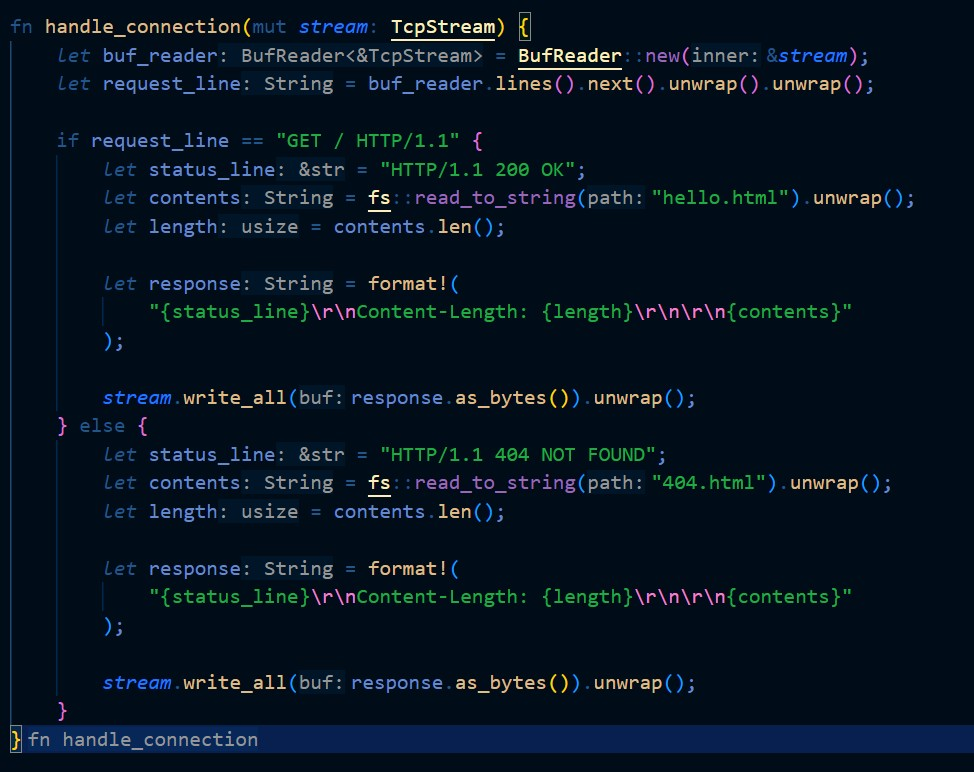 fn handle_connection(mut stream: TcpStream) {
    let buf_reader: BufReader<&TcpStream> = BufReader::new(inner: &stream);
    let request_line: String = buf_reader.lines().next().unwrap().unwrap();

    if request_line == "GET / HTTP/1.1" {
        let status_line: &str = "HTTP/1.1 200 OK";
        let contents: String = fs::read_to_string(path: "hello.html").unwrap();
        let length: usize = contents.len();

        let response: String = format!(
            "{status_line}\r\nContent-Length: {length}\r\n\r\n{contents}"
        );

        stream.write_all(buf: response.as_bytes()).unwrap();
    } else {
        let status_line: &str = "HTTP/1.1 404 NOT FOUND";
        let contents: String = fs::read_to_string(path: "404.html").unwrap();
        let length: usize = contents.len();

        let response: String = format!(
            "{status_line}\r\nContent-Length: {length}\r\n\r\n{contents}"
        );

        stream.write_all(buf: response.as_bytes()).unwrap();
    }
} fn handle_connection